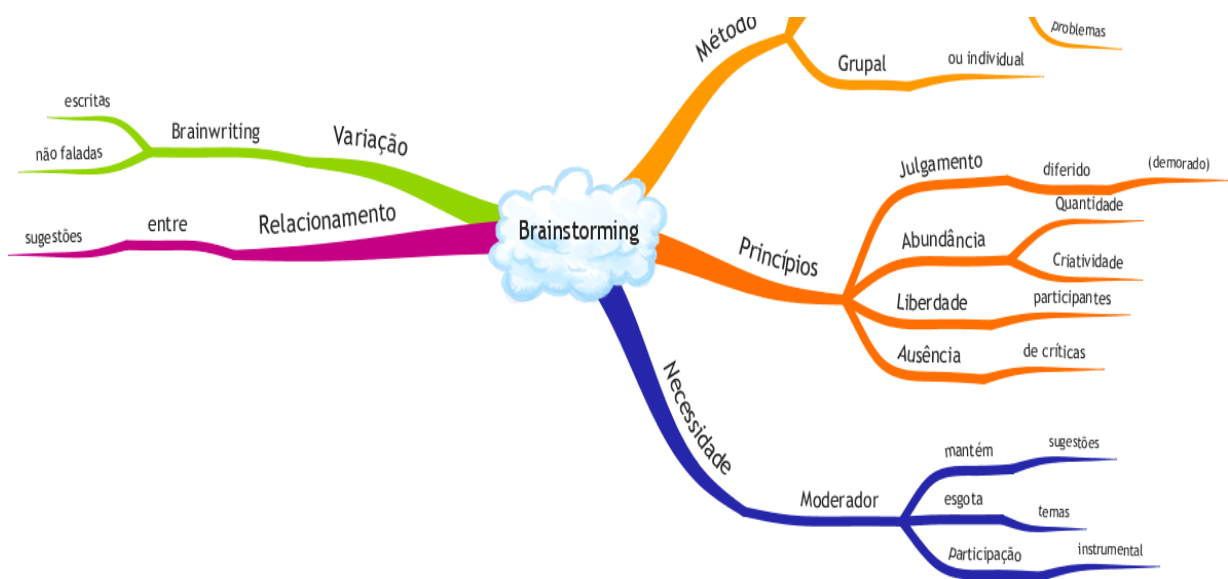 Brainstorming
Método
problemas
Grupal
ou individual
Princípios
Julgamento
diferido
(demorado)
Abundância
Quantidade
Criatividade
Liberdade
participantes
Ausência
de críticas
Necessidade
Moderador
mantém
sugestões
esgota
temas
participação
instrumental
Relacionamento
entre
sugestões
Variação
Brainwriting
escritas
não faladas